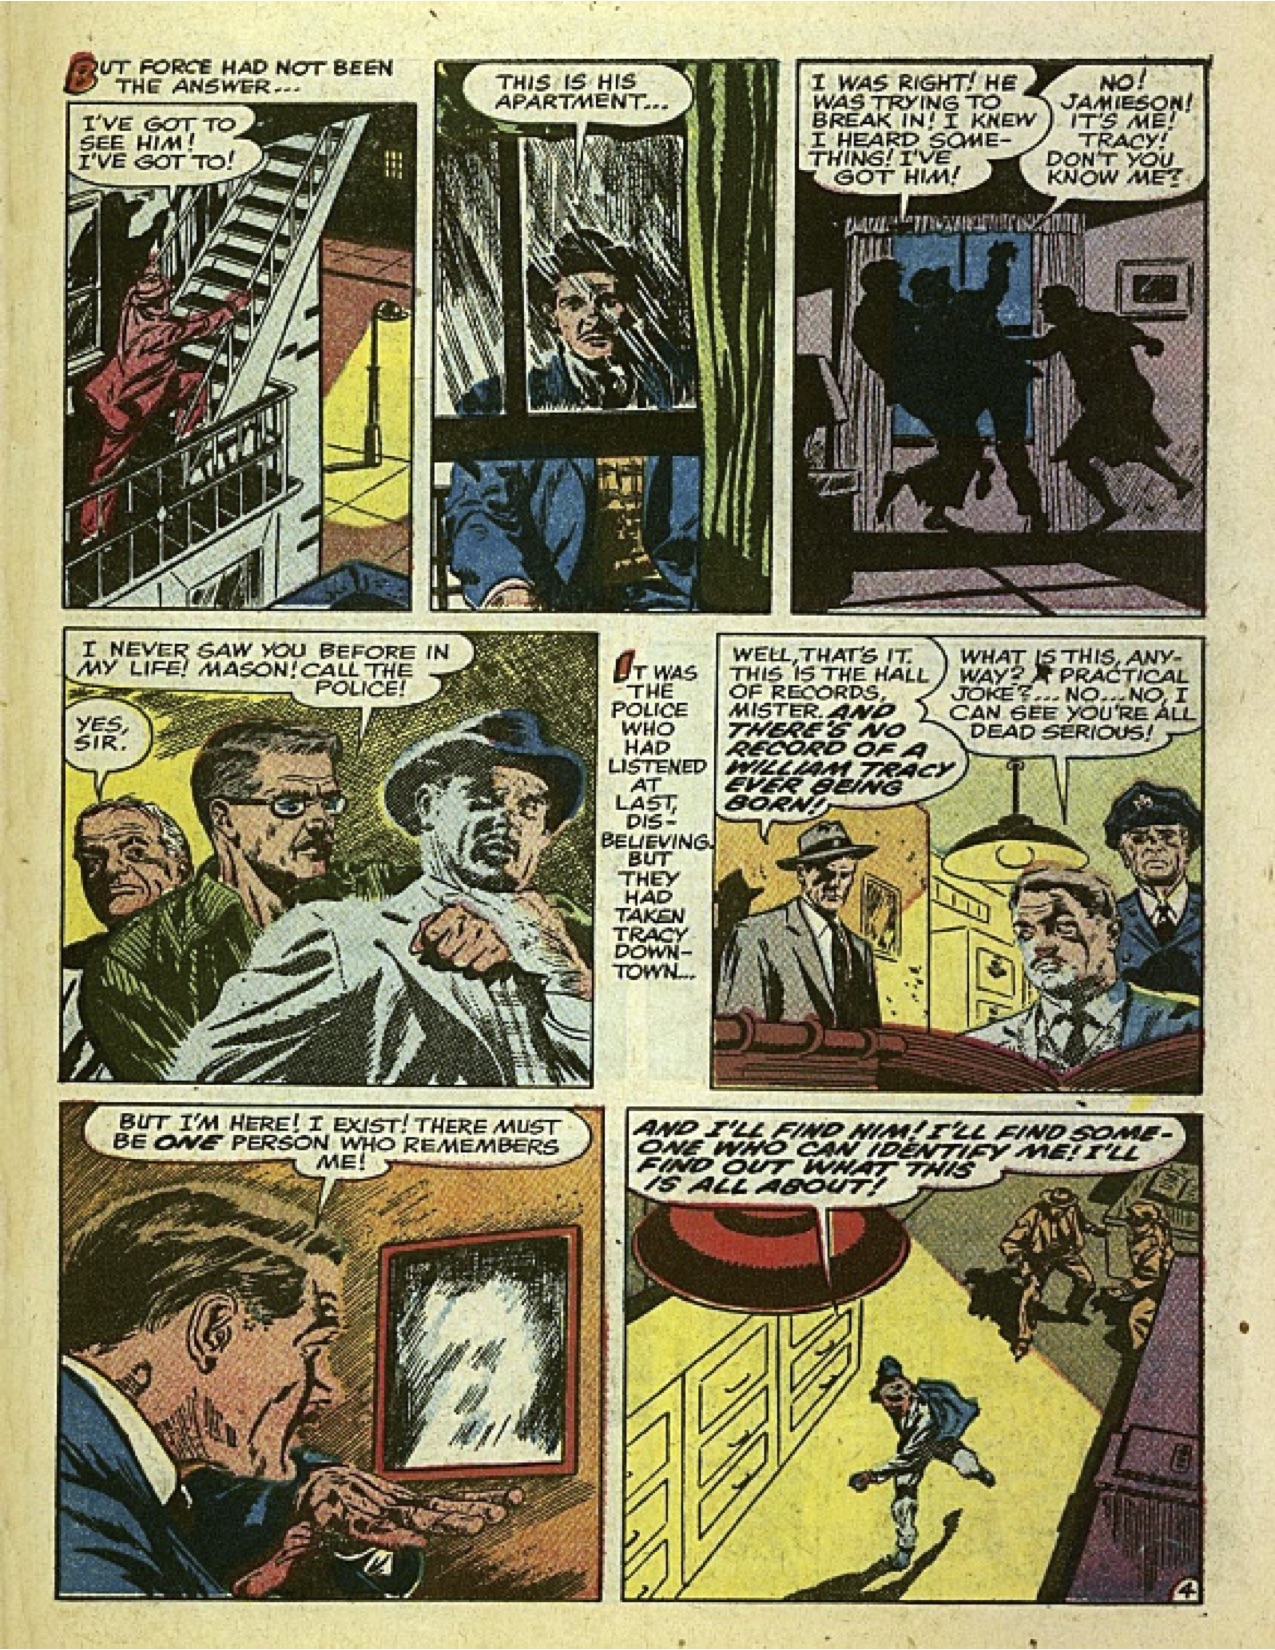 BUT FORCE HAD NOT BEEN
THE ANSWER...
I'VE GOT TO
SEE HIM!
I'VE GOT TO!
THIS IS HIS
APARTMENT...
I WAS RIGHT! HE
WAS TRYING TO
BREAK IN! I KNEW
I HEARD SOME-
THING! I'VE
GOT HIM!
NO!
JAMIESON!
IT'S ME!
TRACY!
DON'T YOU
KNOW ME?
I NEVER SAW YOU BEFORE IN
MY LIFE! MASON! CALL THE
POLICE!
YES,
SIR.
IT WAS
THE
POLICE
WHO
HAD
LISTENED
AT
LAST,
DIS-
BELIEVING.
BUT
THEY
HAD
TAKEN
TRACY
DOWN-
TOWN...
WELL, THAT'S IT.
THIS IS THE HALL
OF RECORDS,
MISTER. AND
THERE'S NO
RECORD OF A
WILLIAM TRACY
EVER BEING
BORN!
WHAT IS THIS, ANY-
WAY? A PRACTICAL
JOKE?... NO... NO, I
CAN SEE YOU'RE ALL
DEAD SERIOUS!
BUT I'M HERE! I EXIST! THERE MUST
BE ONE PERSON WHO REMEMBERS
ME!
AND I'LL FIND HIM! I'LL FIND SOME-
ONE WHO CAN IDENTIFY ME! I'LL
FIND OUT WHAT THIS
IS ALL ABOUT!
4